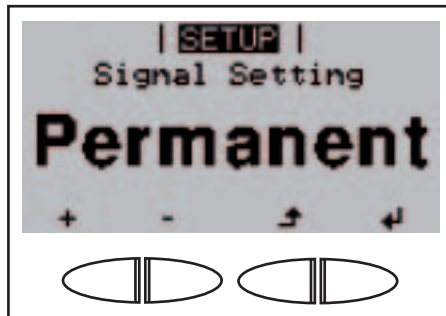 | SETUP |
Signal Setting
Permanent
+ -